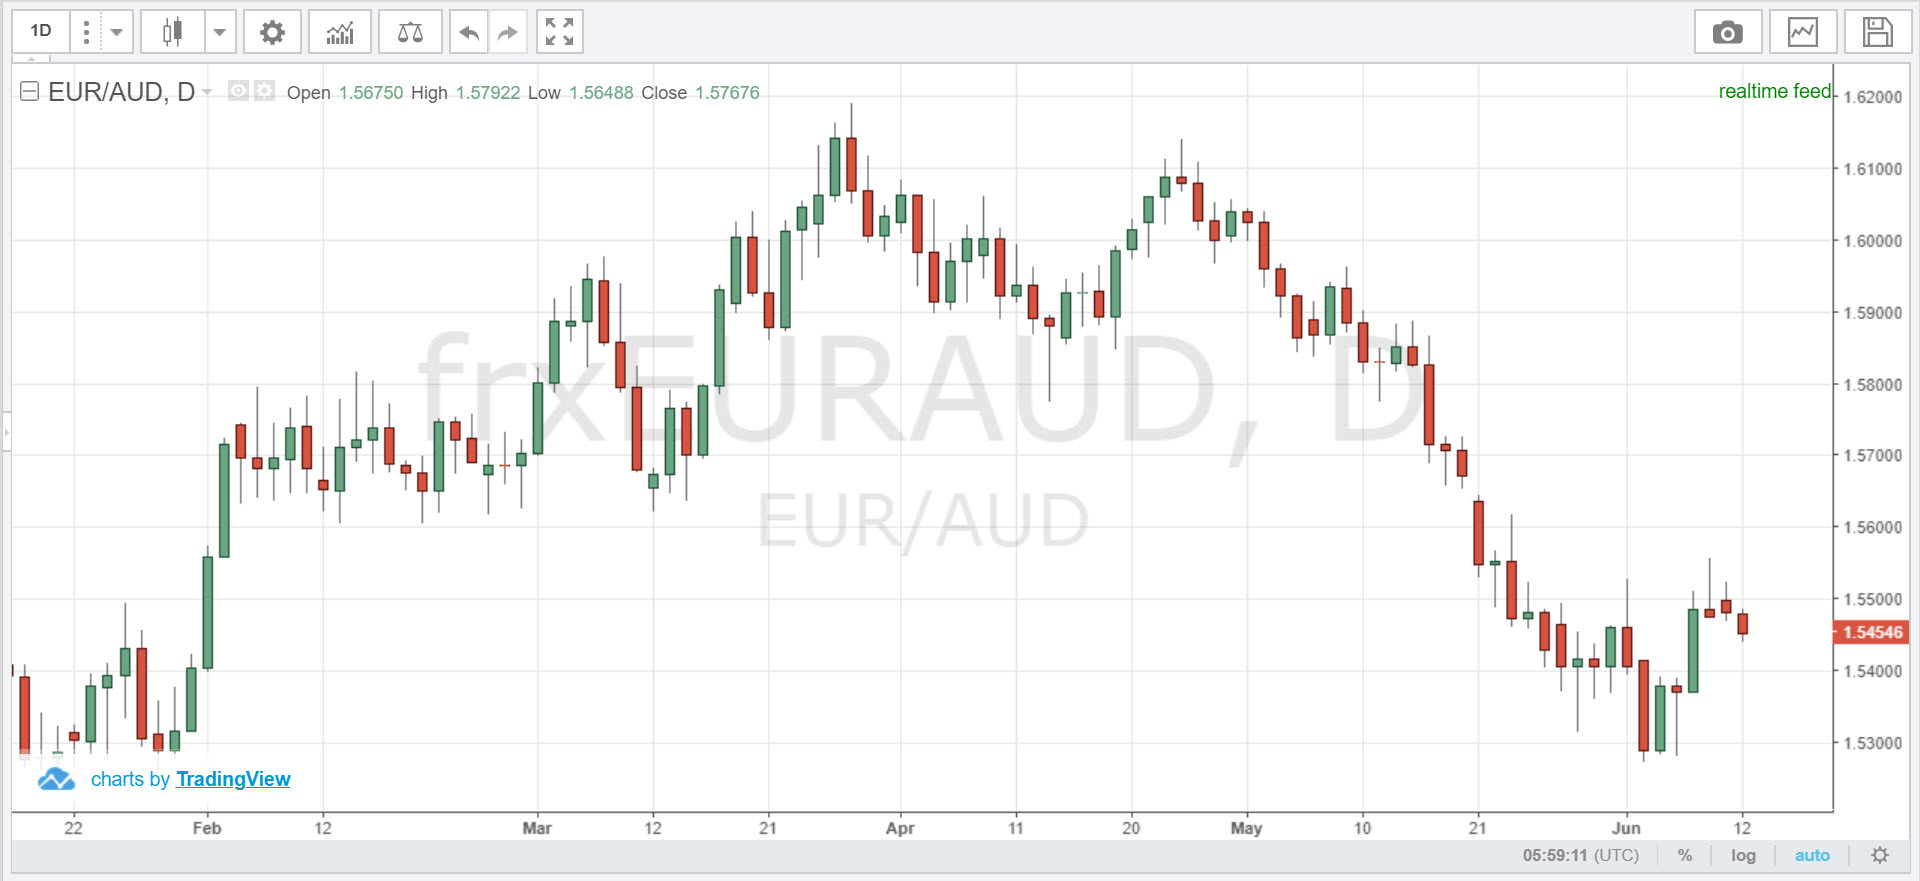 1D
EUR/AUD, D Open 1.56750 High 1.57922 Low 1.56488 Close 1.57676
realtime feed
1.62000
1.61000
1.60000
1.59000
1.58000
1.57000
1.56000
1.55000
1.54546
1.54000
1.53000
frxEURAUD, D
EUR/AUD
charts by TradingView
22 Feb 12 Mar 12 21 Apr 11 20 May 10 21 Jun 12
05:59:11 (UTC) % log auto